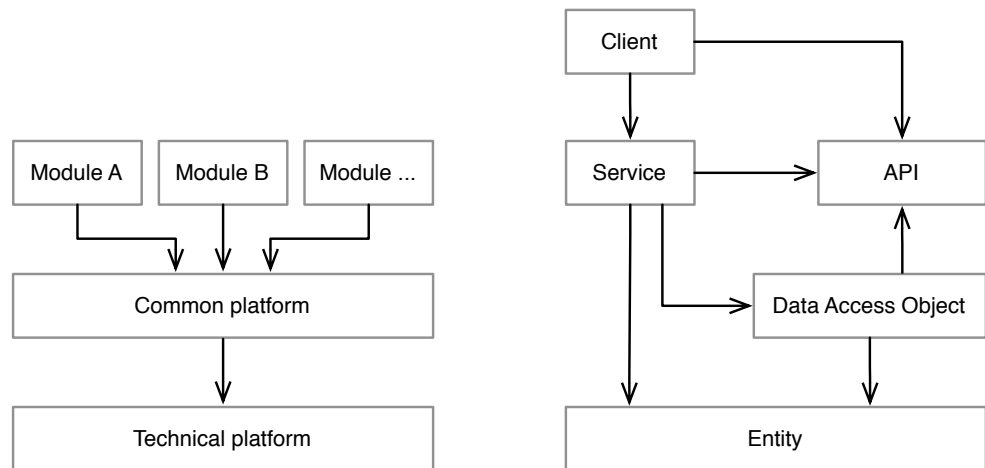 Module A
Module B
Module ...
Common platform
Technical platform
Client
Service
API
Data Access Object
Entity